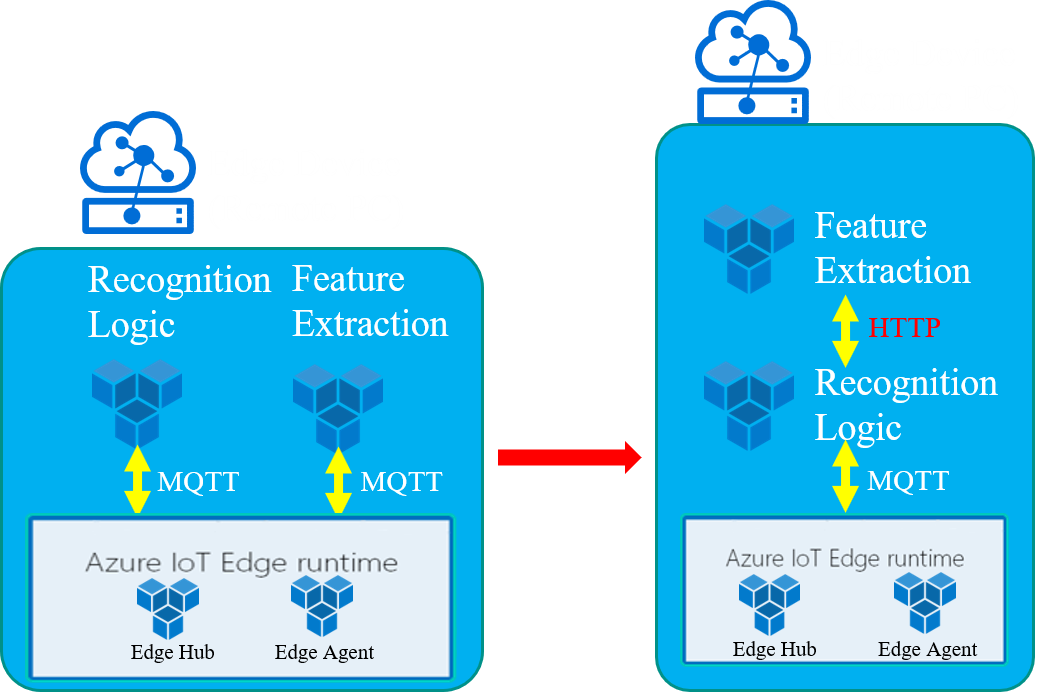 Recognition
Logic
Feature
Extraction
MQTT
MQTT
Azure IoT Edge runtime
Edge Hub
Edge Agent
Feature
Extraction
HTTP
Recognition
Logic
MQTT
Azure IoT Edge runtime
Edge Hub
Edge Agent